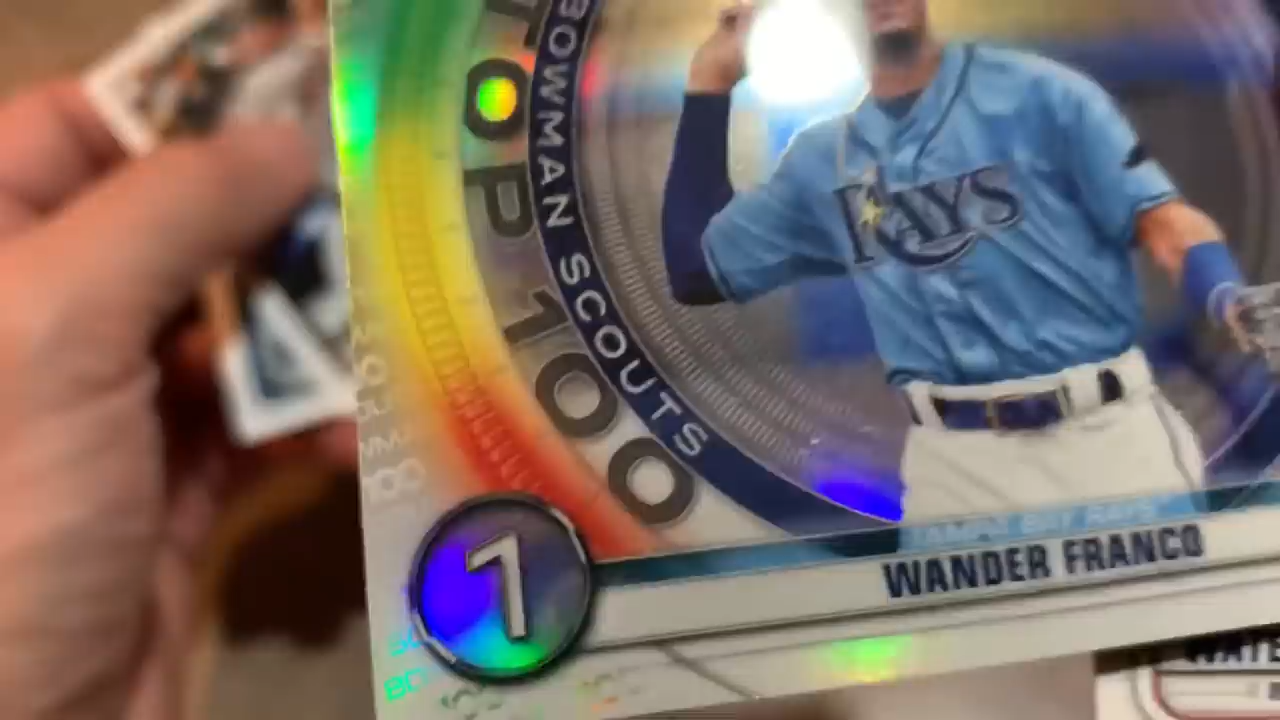 TOP 100
BOWMAN SCOUTS
RAYS
TAMPA BAY RAYS
1
WANDER FRANCO